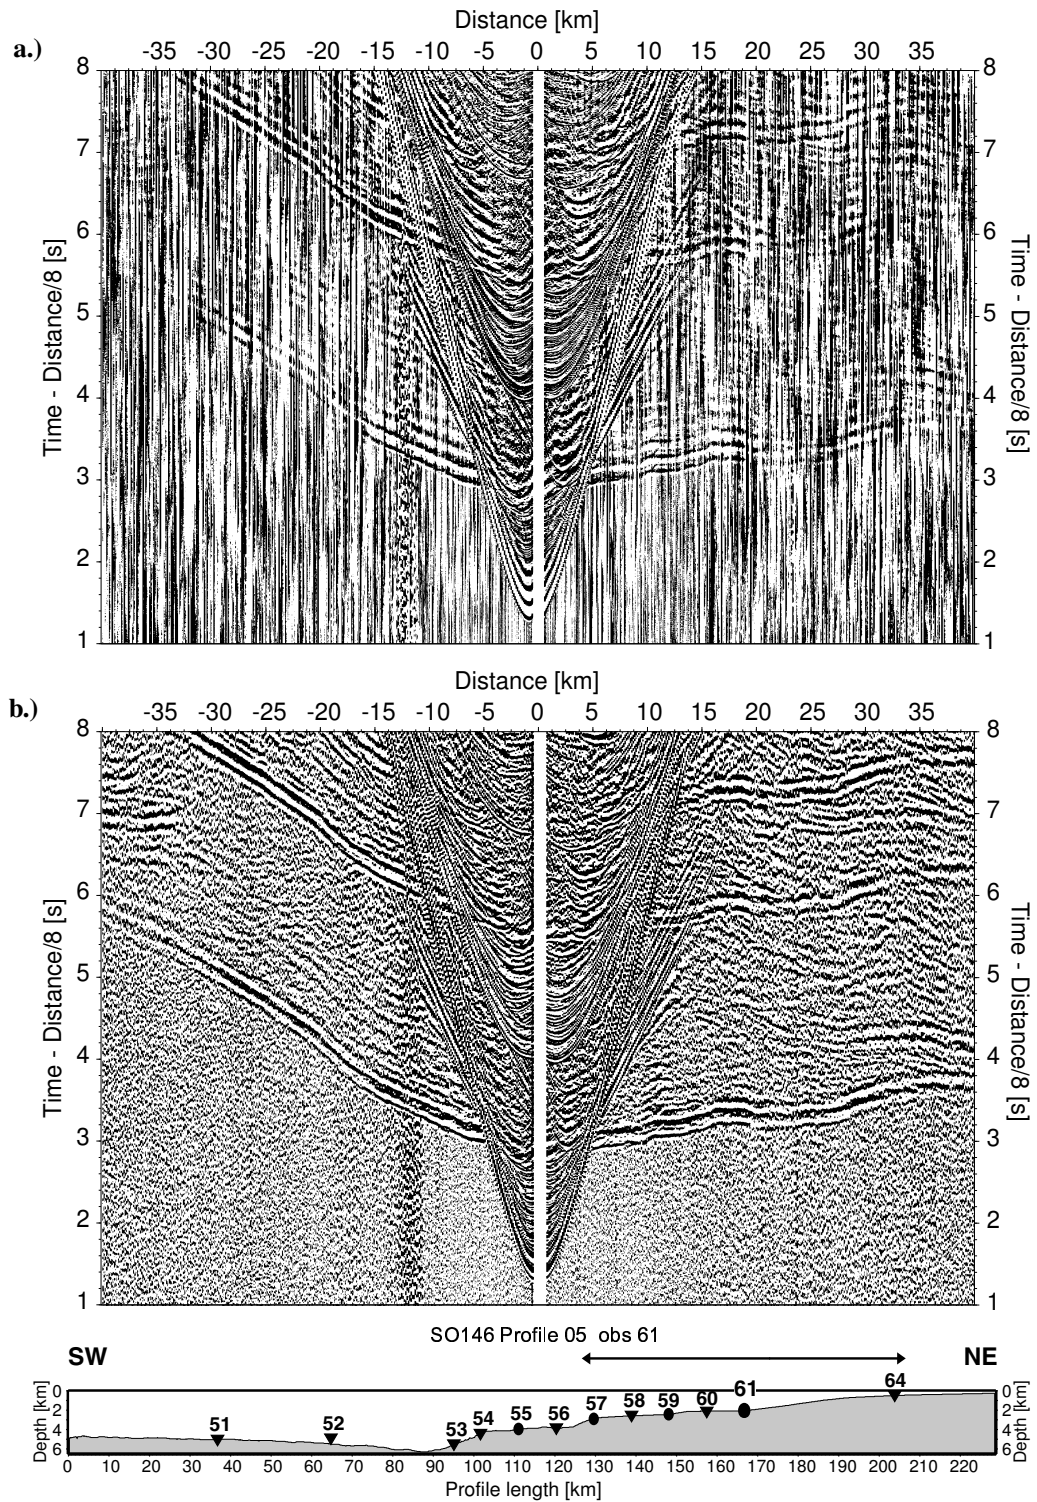 Distance [km]
a.)
-35 -30 -25 -20 -15 -10 -5 0 5 10 15 20 25 30 35
8 8
7 7
6 6
5 5
4 4
3 3
2 2
1 1
Time - Distance/8 [s]
Time - Distance/8 [s]
Distance [km]
b.)
-35 -30 -25 -20 -15 -10 -5 0 5 10 15 20 25 30 35
8 8
7 7
6 6
5 5
4 4
3 3
2 2
1 1
Time - Distance/8 [s]
Time - Distance/8 [s]
SO146 Profile 05 obs 61
SW NE
51 52 53 54 55 56 57 58 59 60 61 64
Depth [km]
0 0
2 2
4 4
6 6
Depth [km]
0 10 20 30 40 50 60 70 80 90 100 110 120 130 140 150 160 170 180 190 200 210 220
Profile length [km]